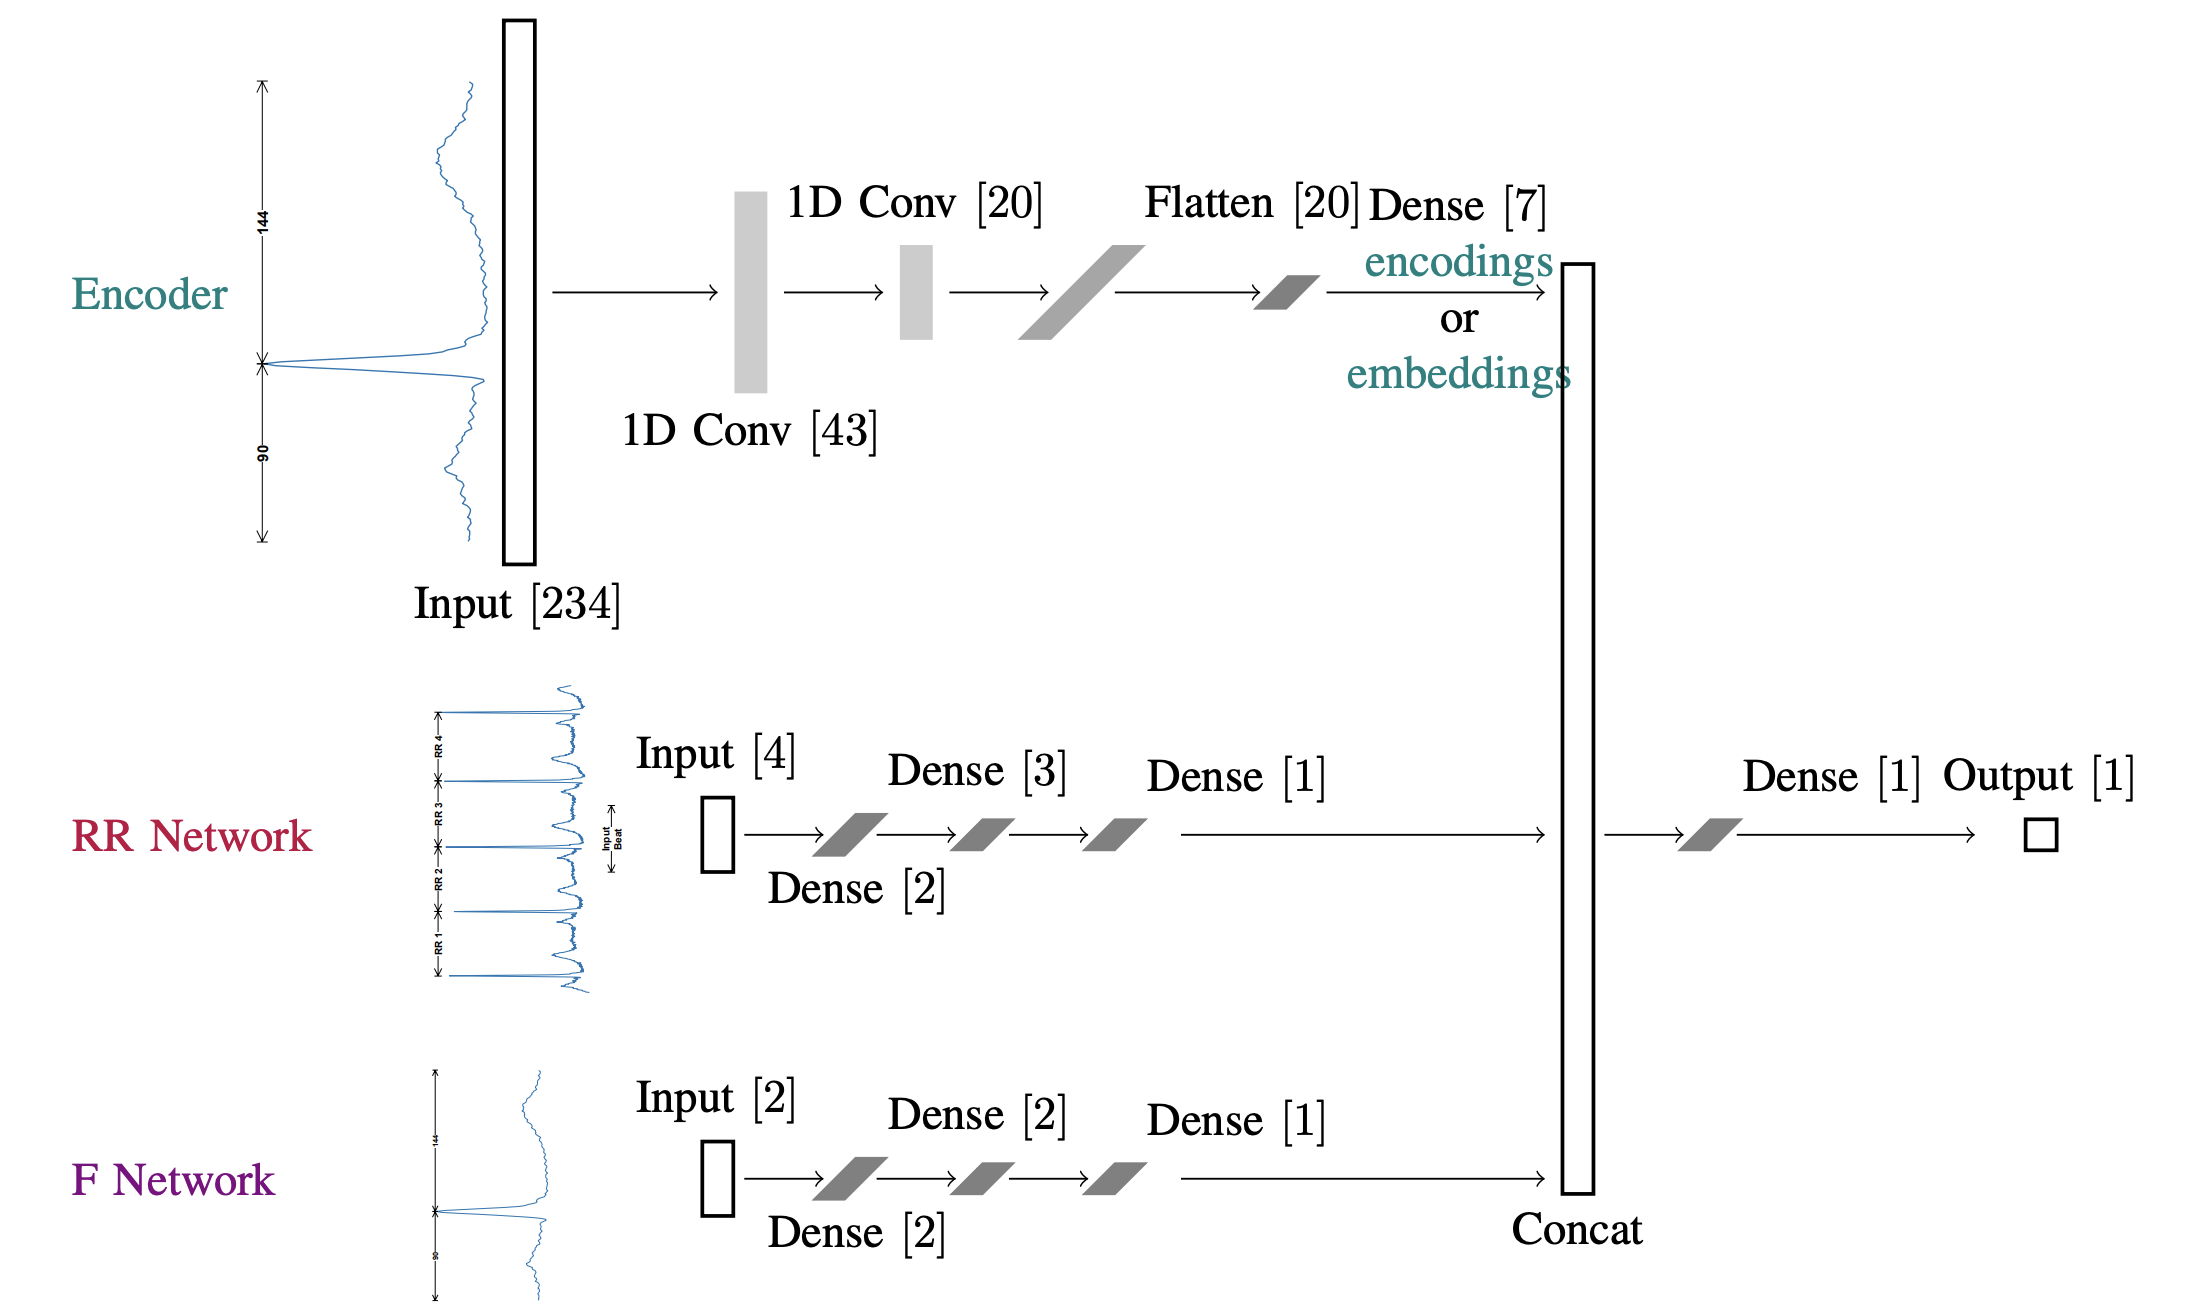 144
1D Conv [20]
Flatten [20]
Dense [7]
encodings
or
embeddings
Encoder
1D Conv [43]
90
Input [234]
RR 4
RR 3
RR 2
RR 1
Input
Beat
Input [4]
Dense [3]
Dense [1]
Dense [1]
Output [1]
RR Network
Dense [2]
144
90
Input [2]
Dense [2]
Dense [1]
F Network
Dense [2]
Concat